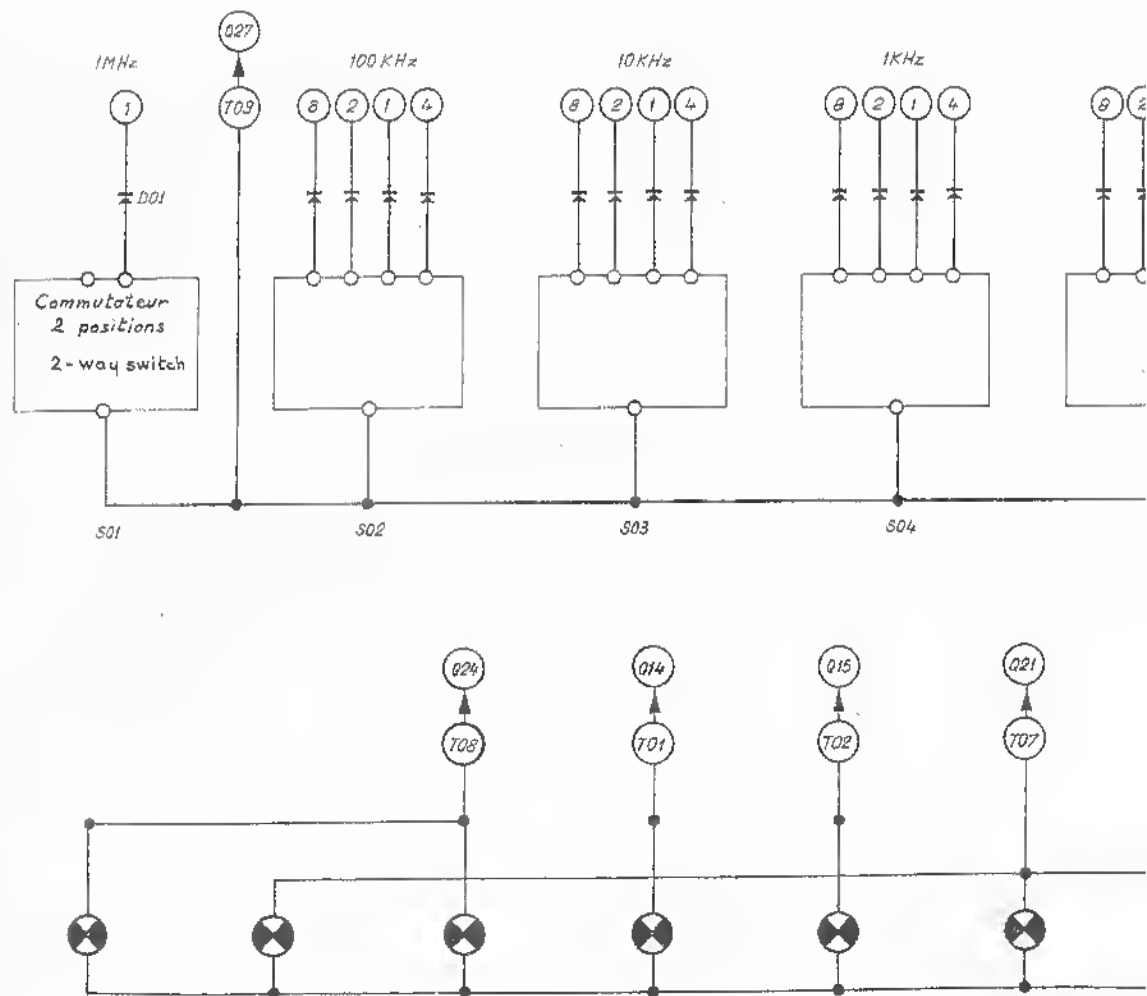 Q27
1MHz 100KHz 10KHz 1KHz
1 T09 8 2 1 4 8 2 1 4 8 2 1 4 8 2
D01
Commutateur
2 positions
2-way switch
S01 S02 S03 S04
Q24 Q14 Q15 Q21
T08 T01 T02 T07